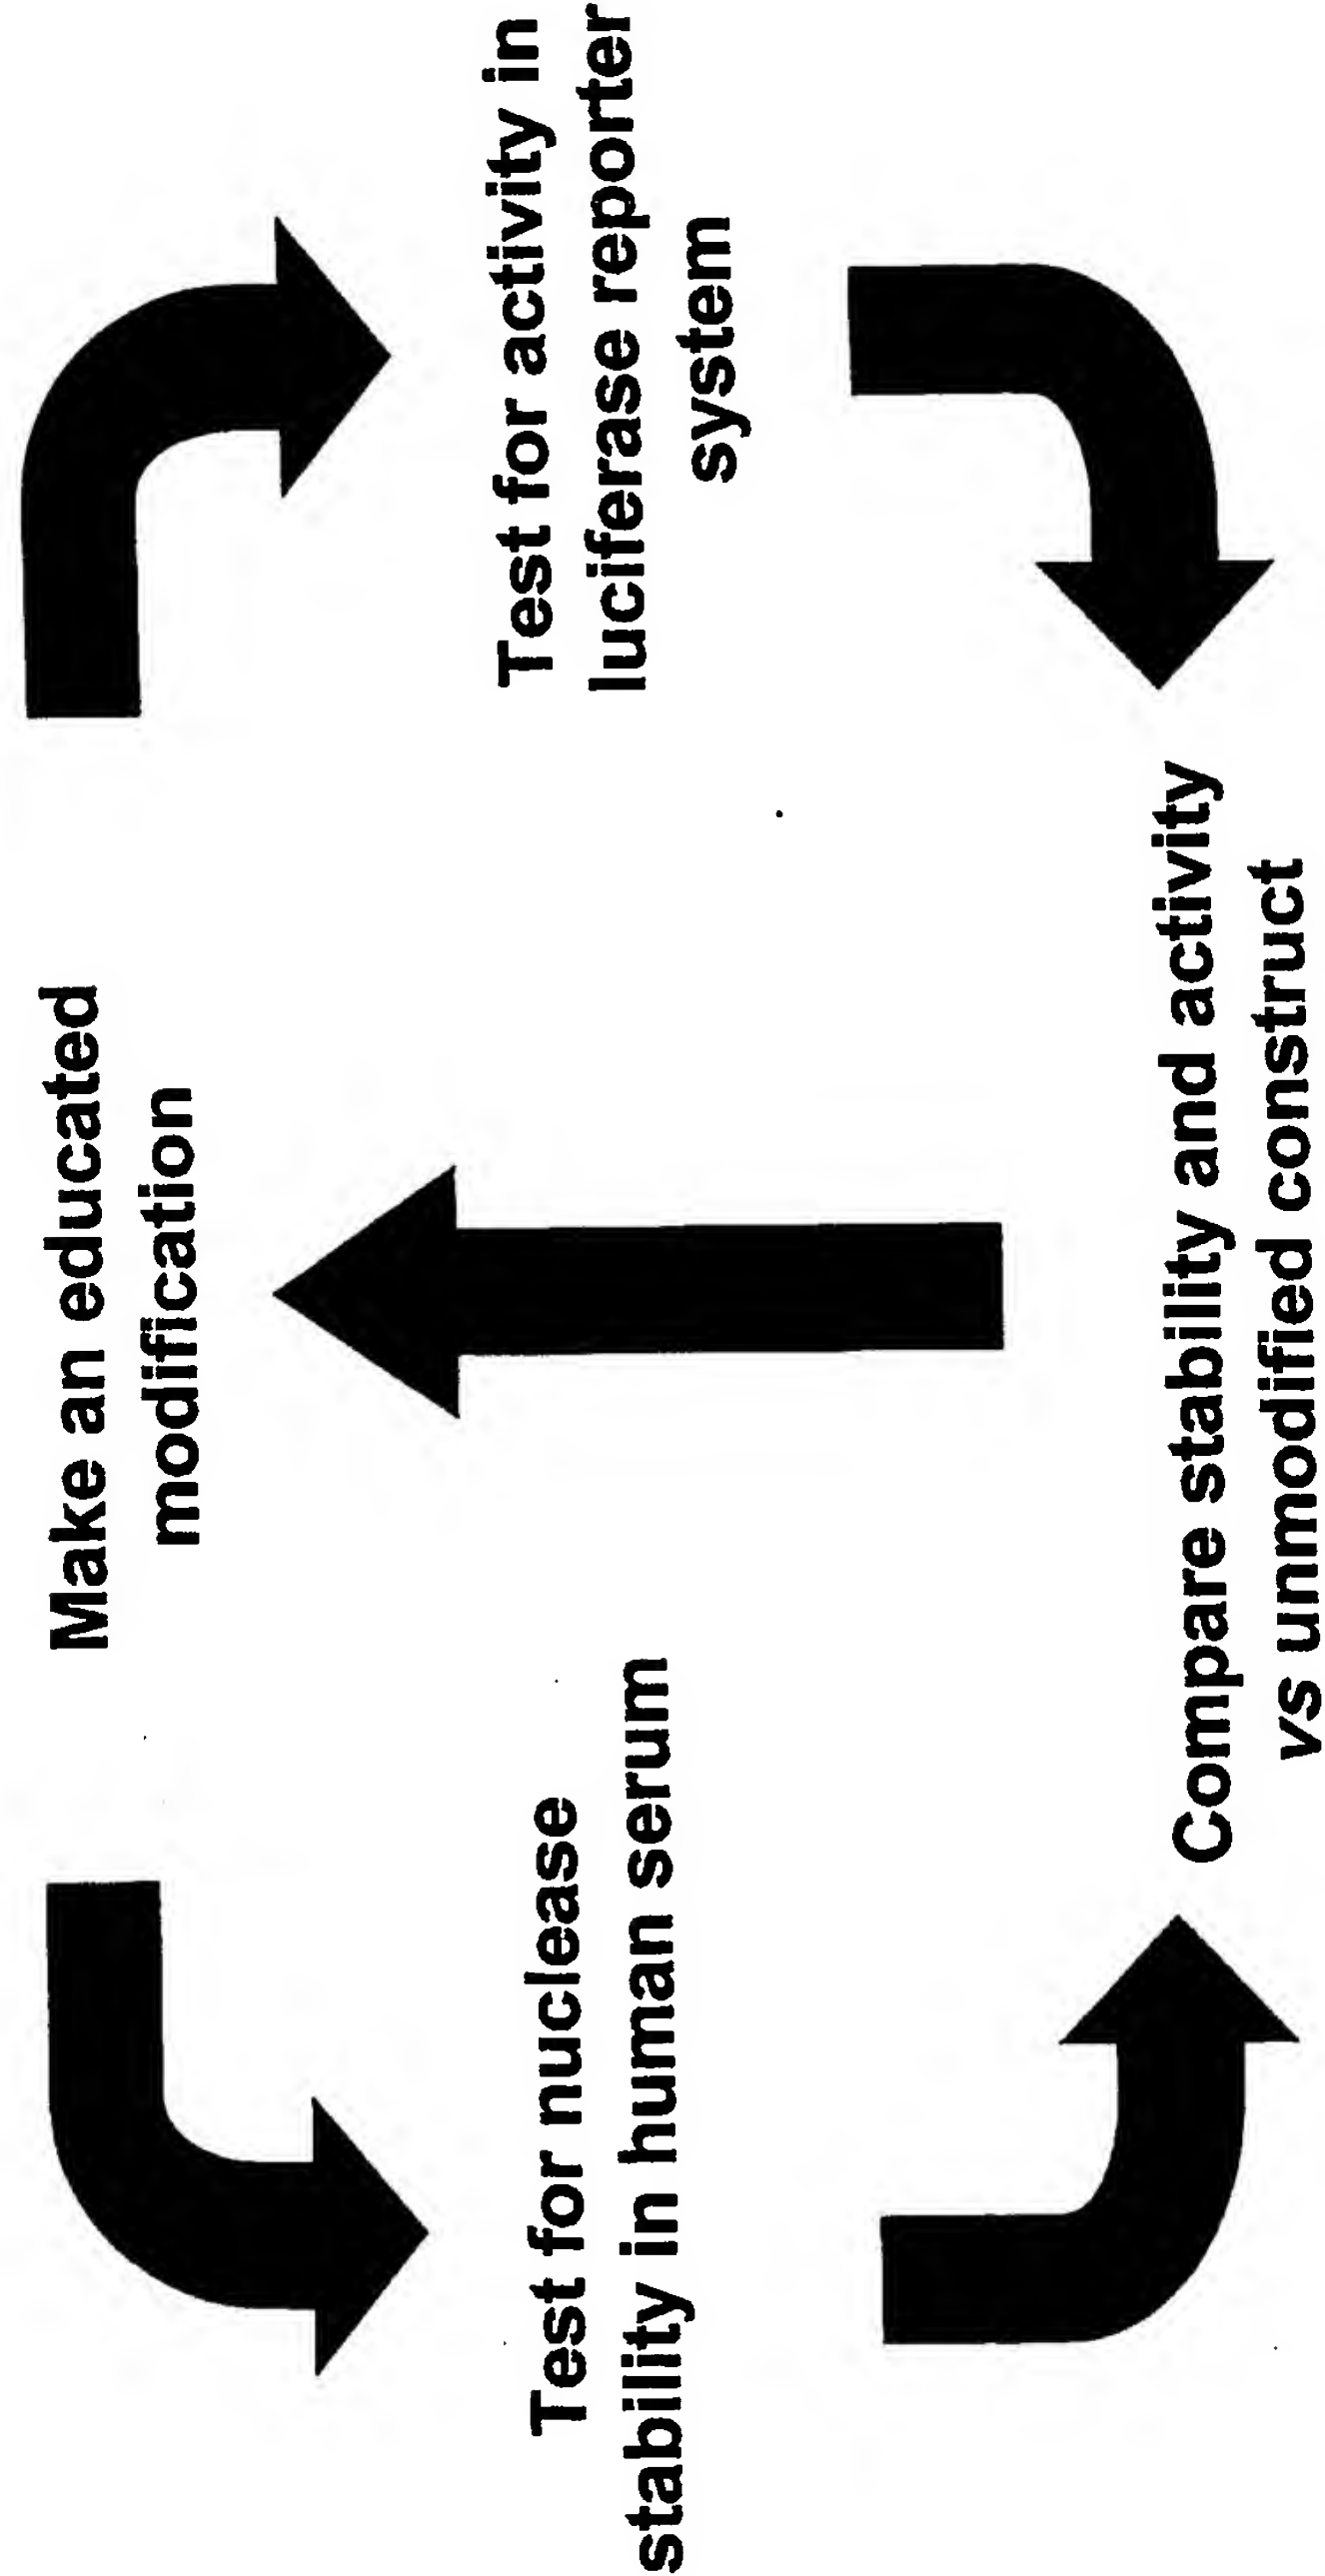 Make an educated
modification
Test for nuclease
stability in human serum
Test for activity in
luciferase reporter
system
Compare stability and activity
vs unmodified construct